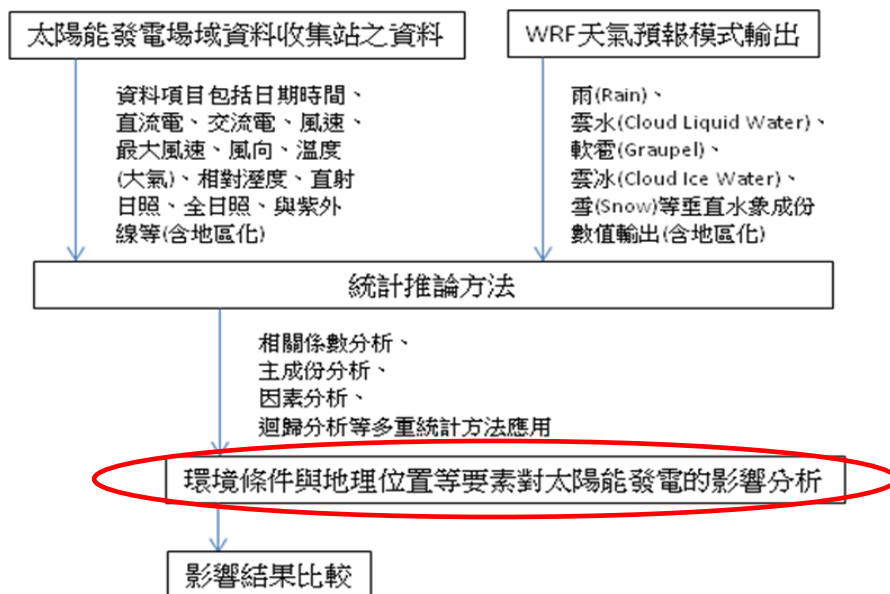 太陽能發電場域資料收集站之資料
WRF天氣預報模式輸出
資料項目包括日期時間、
直流電、交流電、風速、
最大風速、風向、溫度
(大氣)、相對溼度、直射
日照、全日照、與紫外
線等(含地區化)
雨(Rain)、
雲水(Cloud Liquid Water)、
軟雹(Graupel)、
雲冰(Cloud Ice Water)、
雪(Snow)等垂直水象成份
數值輸出(含地區化)
統計推論方法
相關係數分析、
主成份分析、
因素分析、
迴歸分析等多重統計方法應用
環境條件與地理位置等要素對太陽能發電的影響分析
影響結果比較